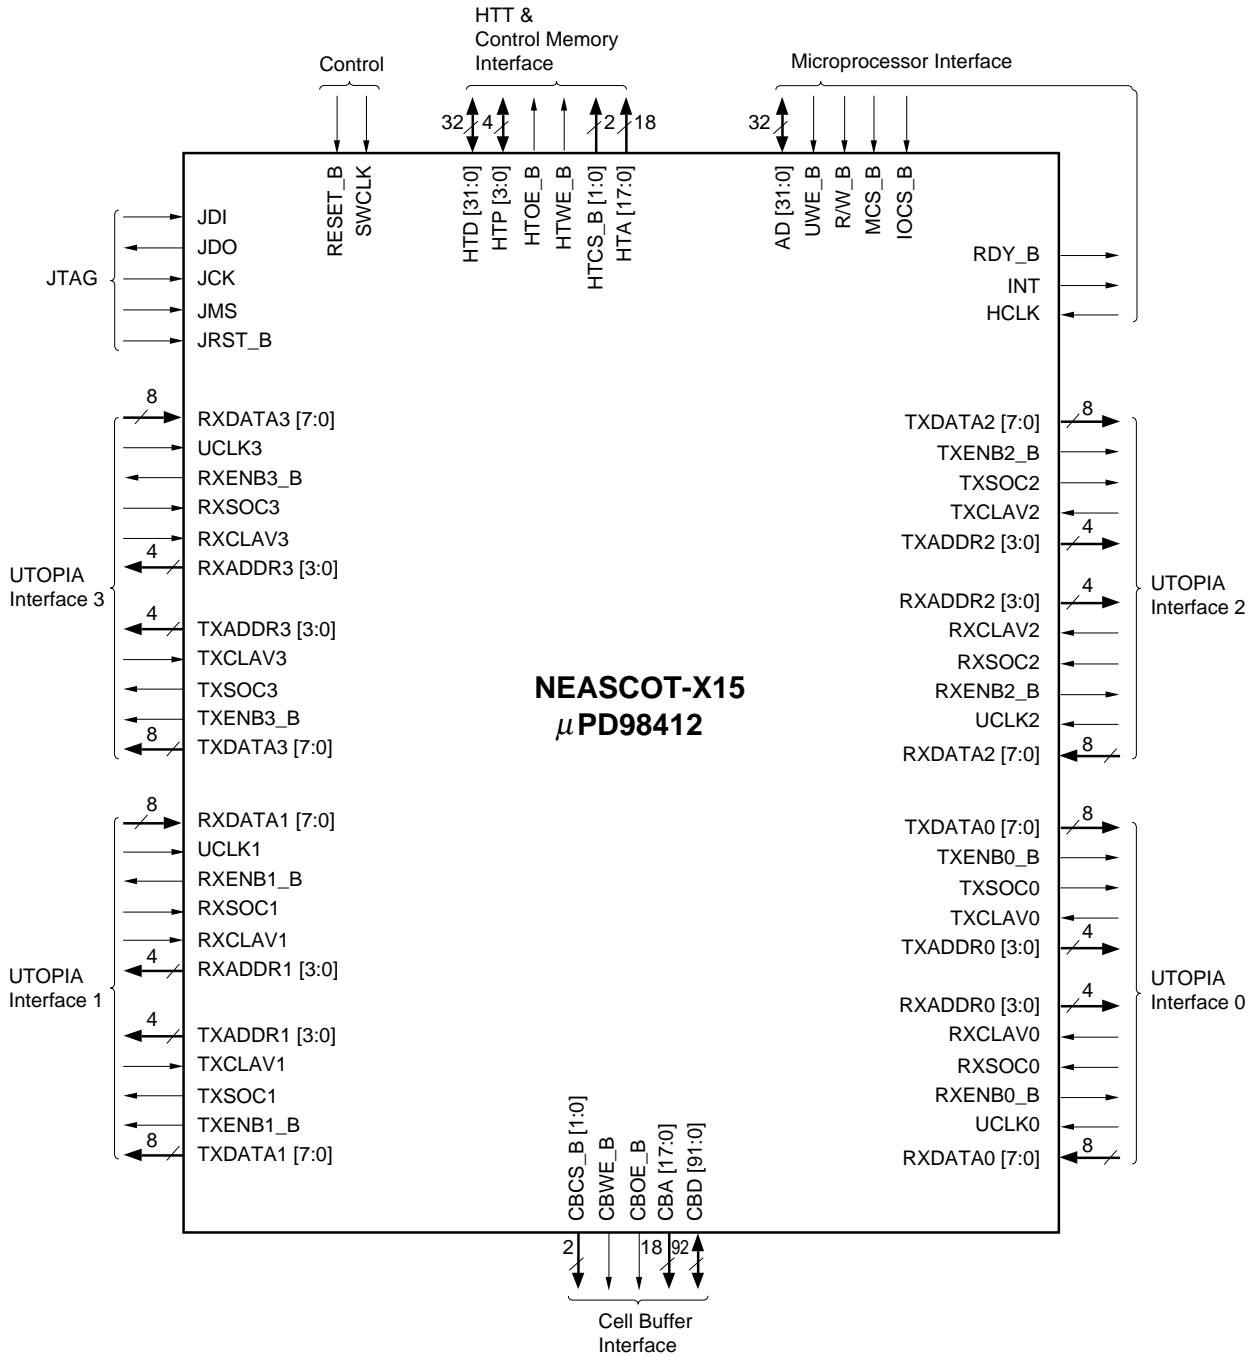 HTT &
Control Memory
Interface
Control
Microprocessor Interface
32
4
2
18
32
RESET_B
SWCLK
HTD [31:0]
HTP [3:0]
HTOE_B
HTWE_B
HTCS_B [1:0]
HTA [17:0]
AD [31:0]
UWE_B
R/W_B
MCS_B
IOCS_B
JTAG
JDI
JDO
JCK
JMS
JRST_B
RDY_B
INT
HCLK
UTOPIA
Interface 3
8
RXDATA3 [7:0]
UCLK3
RXENB3_B
RXSOC3
RXCLAV3
4
RXADDR3 [3:0]
4
TXADDR3 [3:0]
TXCLAV3
TXSOC3
TXENB3_B
8
TXDATA3 [7:0]
TXDATA2 [7:0]
8
TXENB2_B
TXSOC2
TXCLAV2
TXADDR2 [3:0]
4
RXADDR2 [3:0]
4
RXCLAV2
RXSOC2
RXENB2_B
UCLK2
RXDATA2 [7:0]
8
UTOPIA
Interface 2
NEASCOT-X15
μPD98412
UTOPIA
Interface 1
8
RXDATA1 [7:0]
UCLK1
RXENB1_B
RXSOC1
RXCLAV1
4
RXADDR1 [3:0]
4
TXADDR1 [3:0]
TXCLAV1
TXSOC1
TXENB1_B
8
TXDATA1 [7:0]
TXDATA0 [7:0]
8
TXENB0_B
TXSOC0
TXCLAV0
TXADDR0 [3:0]
4
RXADDR0 [3:0]
4
RXCLAV0
RXSOC0
RXENB0_B
UCLK0
RXDATA0 [7:0]
8
UTOPIA
Interface 0
CBCS_B [1:0]
CBWE_B
CBOE_B
CBA [17:0]
CBD [91:0]
2
18
92
Cell Buffer
Interface